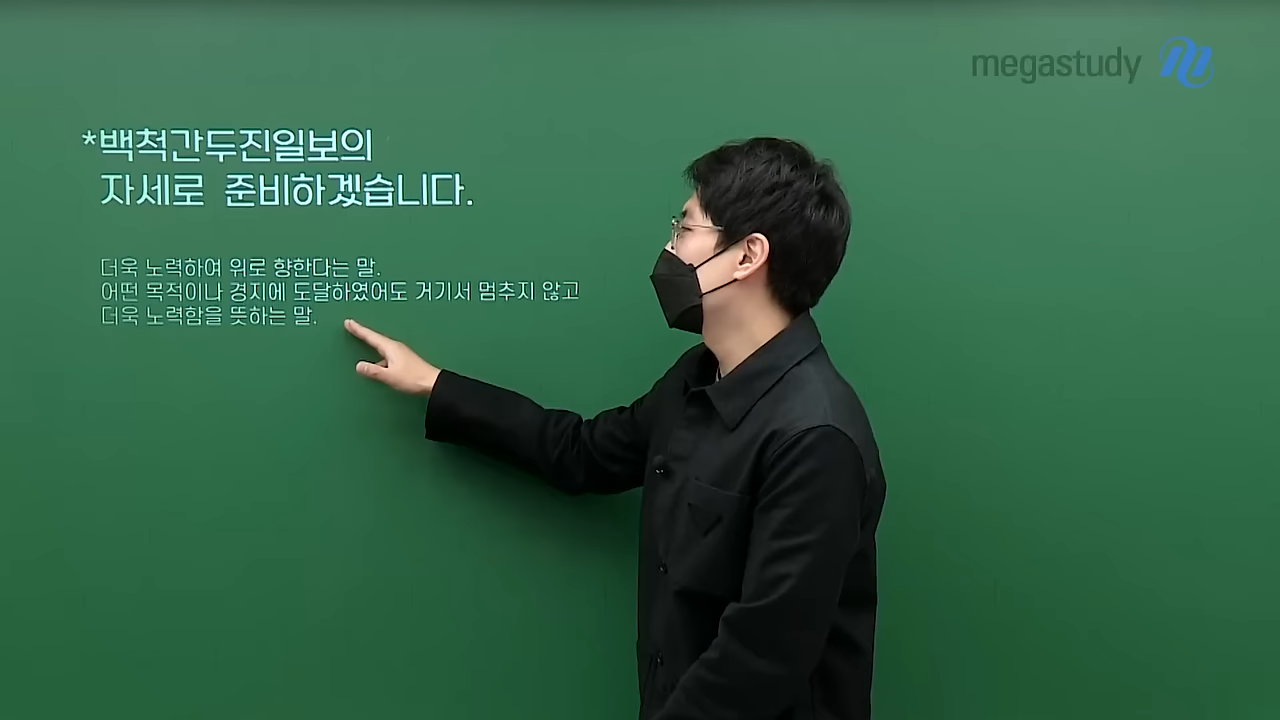 megastudy
*백척간두진일보의
자세로 준비하겠습니다.
더욱 노력하여 위로 향한다는 말.
어떤 목적이나 경지에 도달하였어도 거기서 멈추지 않고
더욱 노력함을 뜻하는 말.